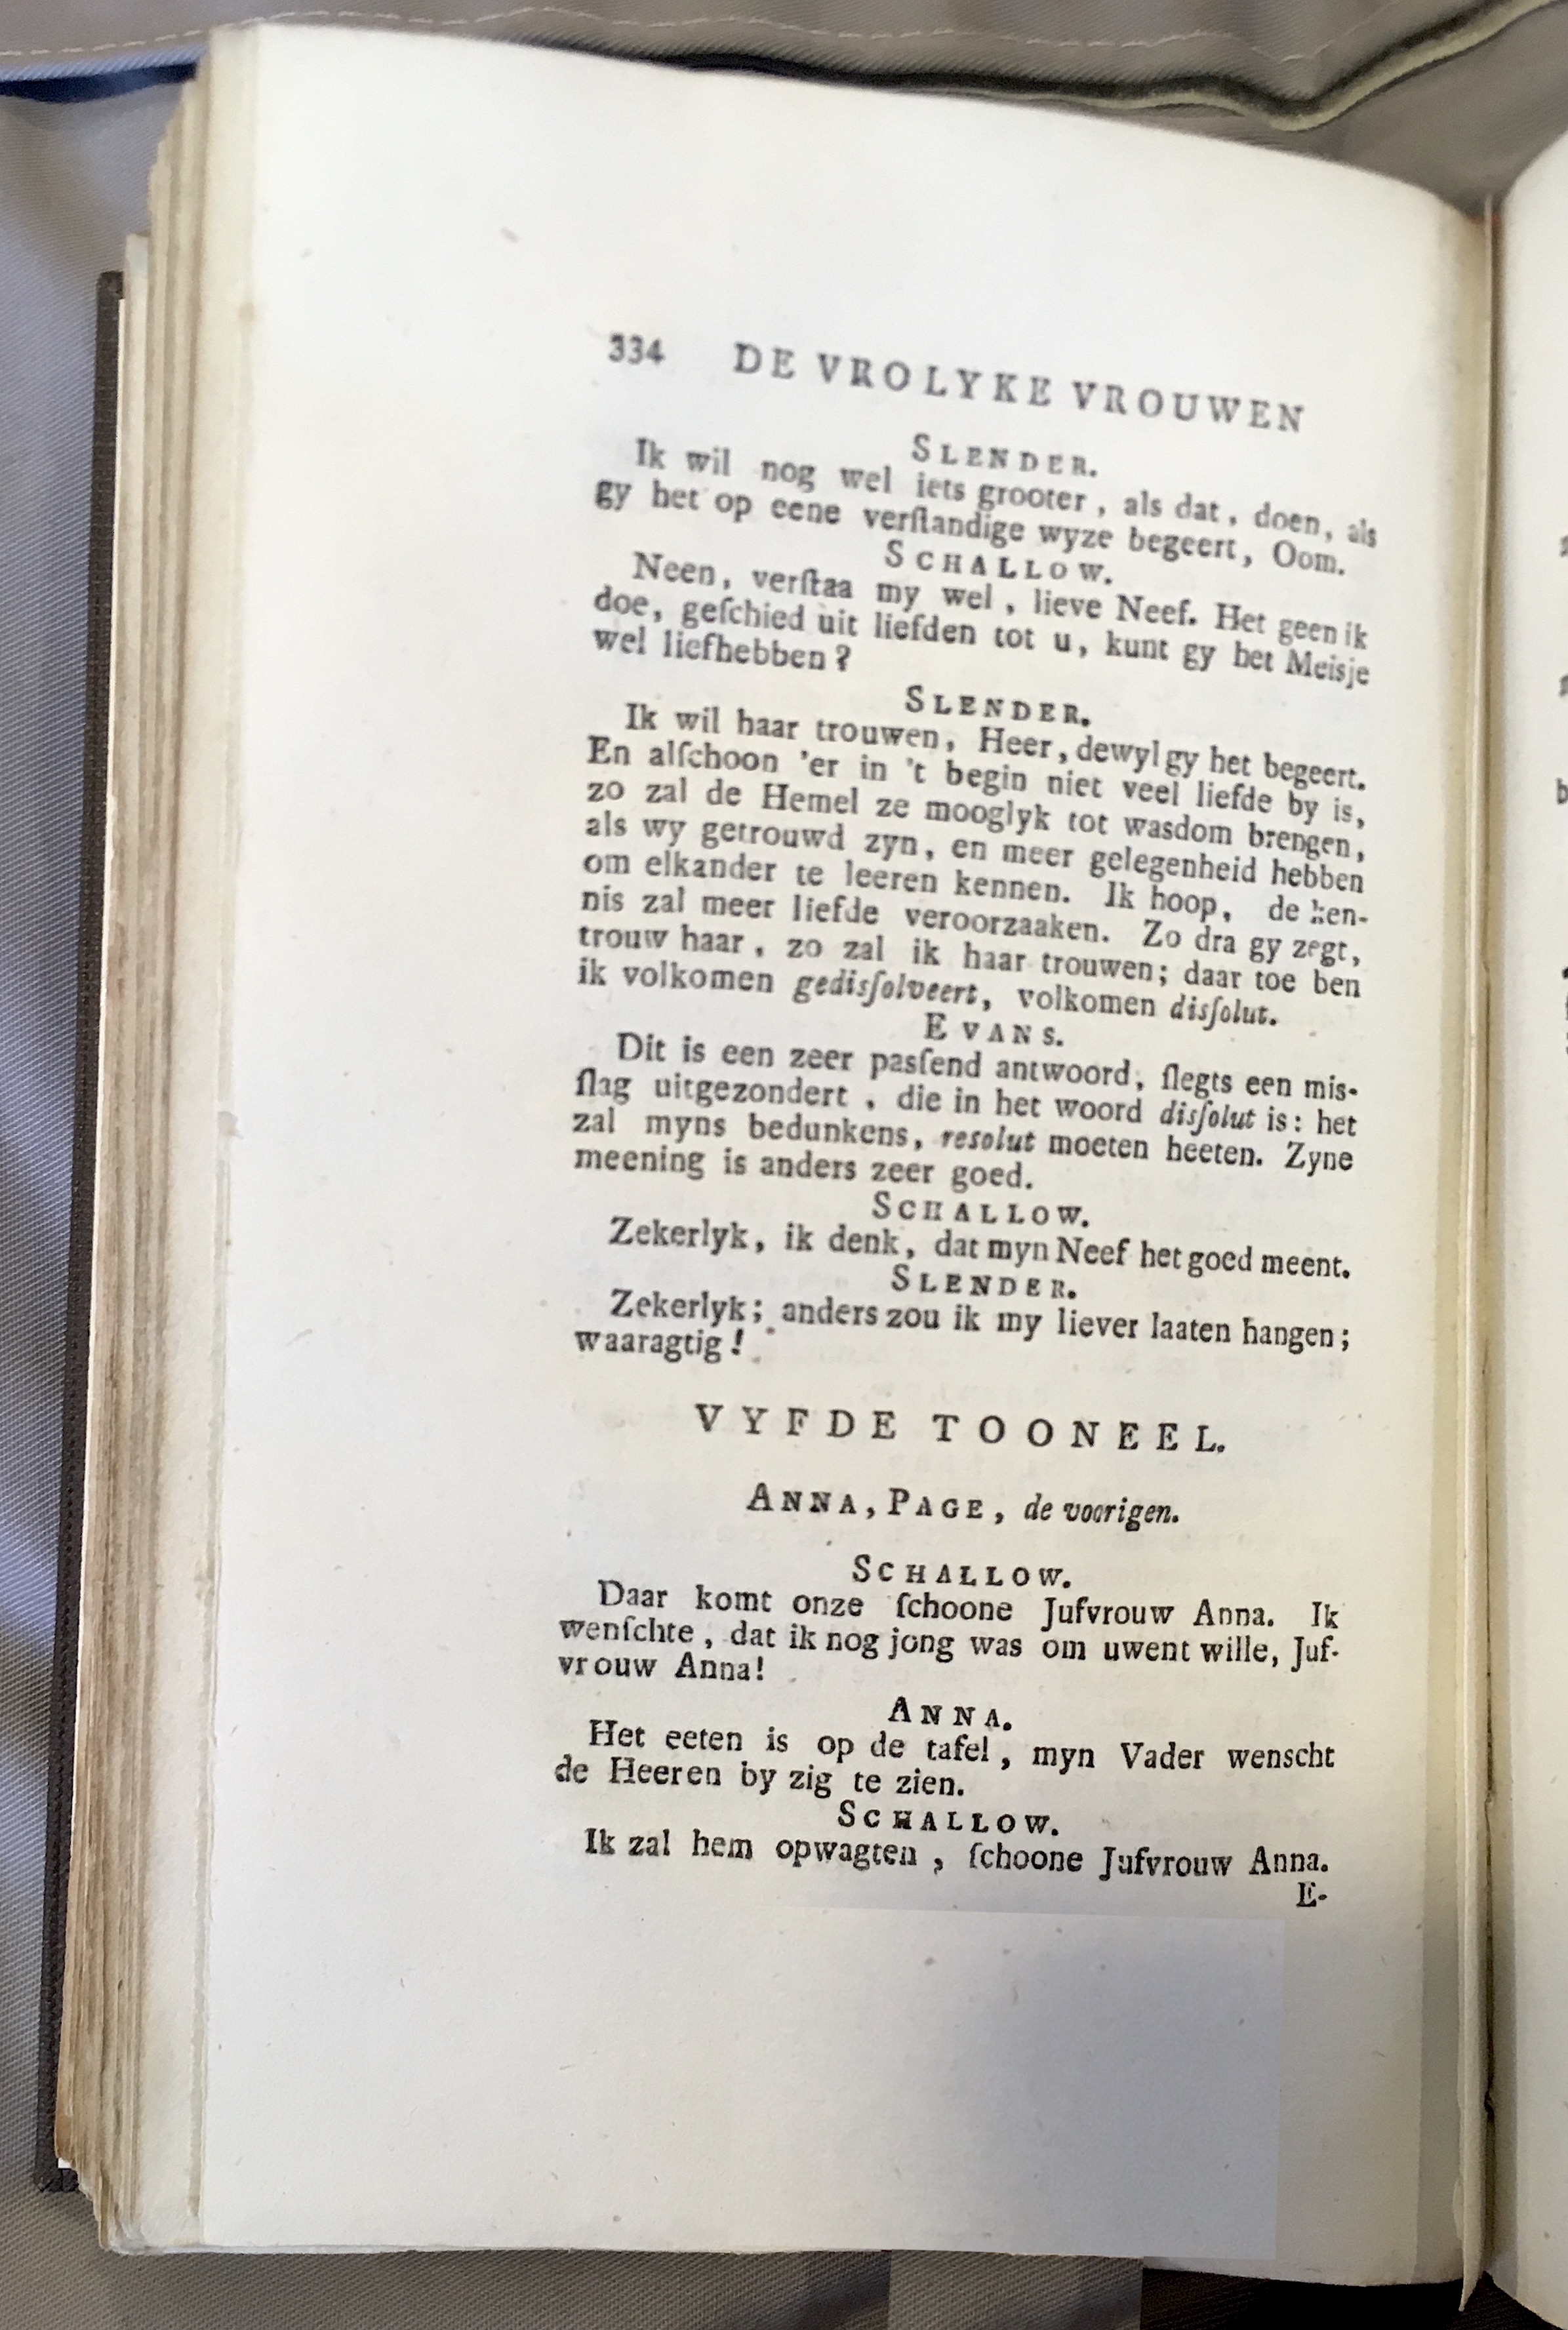 334 DE VROLYKE VROUWEN
SLENDER.
Ik wil nog wel iets grooter, als dat, doen, als
gy het op eene verſtandige wyze begeert, Oom.
SCHALLOW.
Neen, verſtaa my wel, lieve Neef. Het geen ik
doe, geſchied uit liefden tot u, kunt gy het Meisje
wel liefhebben?
SLENDER.
Ik wil haar trouwen, Heer, dewyl gy het begeert.
En alſchoon 'er in 't begin niet veel liefde by is,
zo zal de Hemel ze mooglyk tot wasdom brengen,
als wy getrouwd zyn, en meer gelegenheid hebben
om elkander te leeren kennen. Ik hoop, de ken-
nis zal meer liefde veroorzaaken. Zo dra gy zegt,
trouw haar, zo zal ik haar trouwen; daar toe ben
ik volkomen gedisſolveert, volkomen disſolut.
EVANS.
Dit is een zeer pasſend antwoord, ſlegts een mis-
ſlag uitgezondert, die in het woord disſolut is: het
zal myns bedunkens, resolut moeten heeten. Zyne
meening is anders zeer goed.
SCHALLOW.
Zekerlyk, ik denk, dat myn Neef het goed meent.
SLENDER.
Zekerlyk; anders zou ik my liever laaten hangen;
waaragtig!
VYFDE TOONEEL.
ANNA, PAGE, de voorigen.
SCHALLOW.
Daar komt onze ſchoone Jufvrouw Anna. Ik
wenſchte, dat ik nog jong was om uwent wille, Juf-
vrouw Anna!
ANNA.
Het eeten is op de tafel, myn Vader wenscht
de Heeren by zig te zien.
SCHALLOW.
Ik zal hem opwagten, ſchoone Jufvrouw Anna.
E-